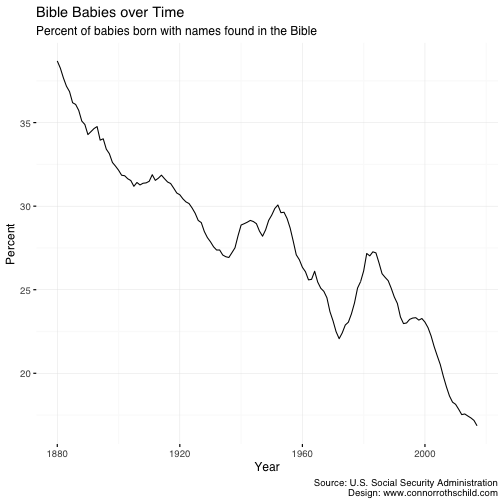 Bible Babies over Time
Percent of babies born with names found in the Bible
35
30
25
20
Percent
1880
1920
1960
2000
Year
Source: U.S. Social Security Administration
Design: www.connorrothschild.com